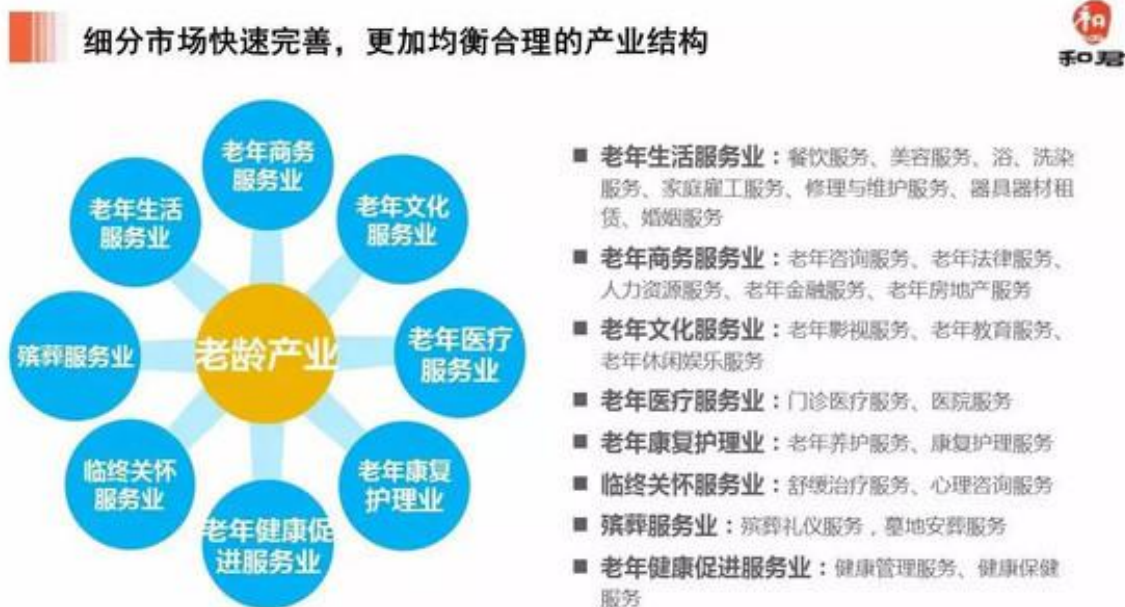 细分市场快速完善，更加均衡合理的产业结构
和君
老年商务
服务业
老年文化
服务业
老年医疗
服务业
老年康复
护理业
老年健康促
进服务业
临终关怀
服务业
殡葬服务业
老年生活
服务业
老龄产业
■ 老年生活服务业：餐饮服务、美容服务、浴、洗染
服务、家庭雇工服务、修理与维护服务、器具器材租
赁、婚姻服务
■ 老年商务服务业：老年咨询服务、老年法律服务、
人力资源服务、老年金融服务、老年房地产服务
■ 老年文化服务业：老年影视服务、老年教育服务、
老年休闲娱乐服务
■ 老年医疗服务业：门诊医疗服务、医院服务
■ 老年康复护理业：老年养护服务、康复护理服务
■ 临终关怀服务业：舒缓治疗服务、心理咨询服务
■ 殡葬服务业：殡葬礼仪服务，墓地安葬服务
■ 老年健康促进服务业：健康管理服务、健康保健
服务